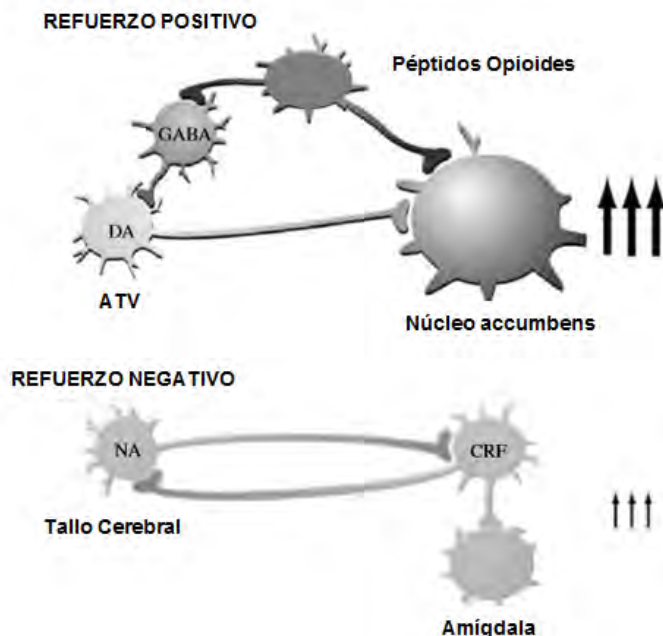 REFUERZO POSITIVO
Péptidos Opioides
GABA
DA
ATV
Núcleo accumbens
REFUERZO NEGATIVO
NA
CRF
Tallo Cerebral
Amígdala